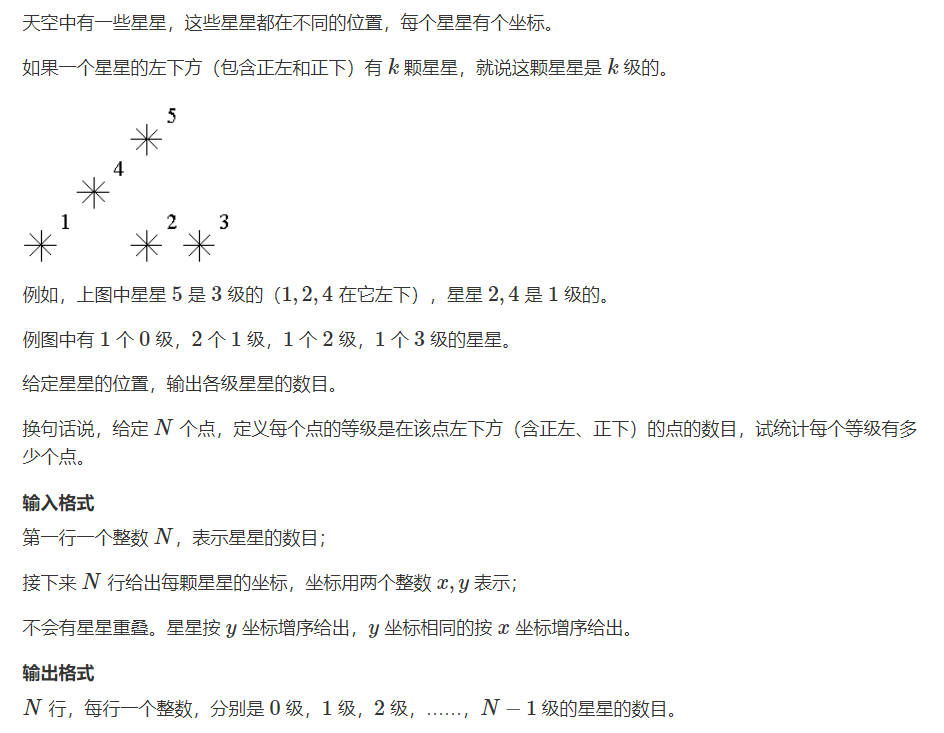 天空中有一些星星，这些星星都在不同的位置，每个星星有个坐标。
如果一个星星的左下方（包含正左和正下）有 k 颗星星，就说这颗星星是 k 级的。
5
4
1 2 3
例如，上图中星星 5 是 3 级的（1, 2, 4 在它左下），星星 2, 4 是 1 级的。
例图中有 1 个 0 级，2 个 1 级，1 个 2 级，1 个 3 级的星星。
给定星星的位置，输出各级星星的数目。
换句话说，给定 N 个点，定义每个点的等级是在该点左下方（含正左、正下）的点的数目，试统计每个等级有多
少个点。
输入格式
第一行一个整数 N，表示星星的数目；
接下来 N 行给出每颗星星的坐标，坐标用两个整数 x, y 表示；
不会有星星重叠。星星按 y 坐标增序给出，y 坐标相同的按 x 坐标增序给出。
输出格式
N 行，每行一个整数，分别是 0 级，1 级，2 级，……，N − 1 级的星星的数目。